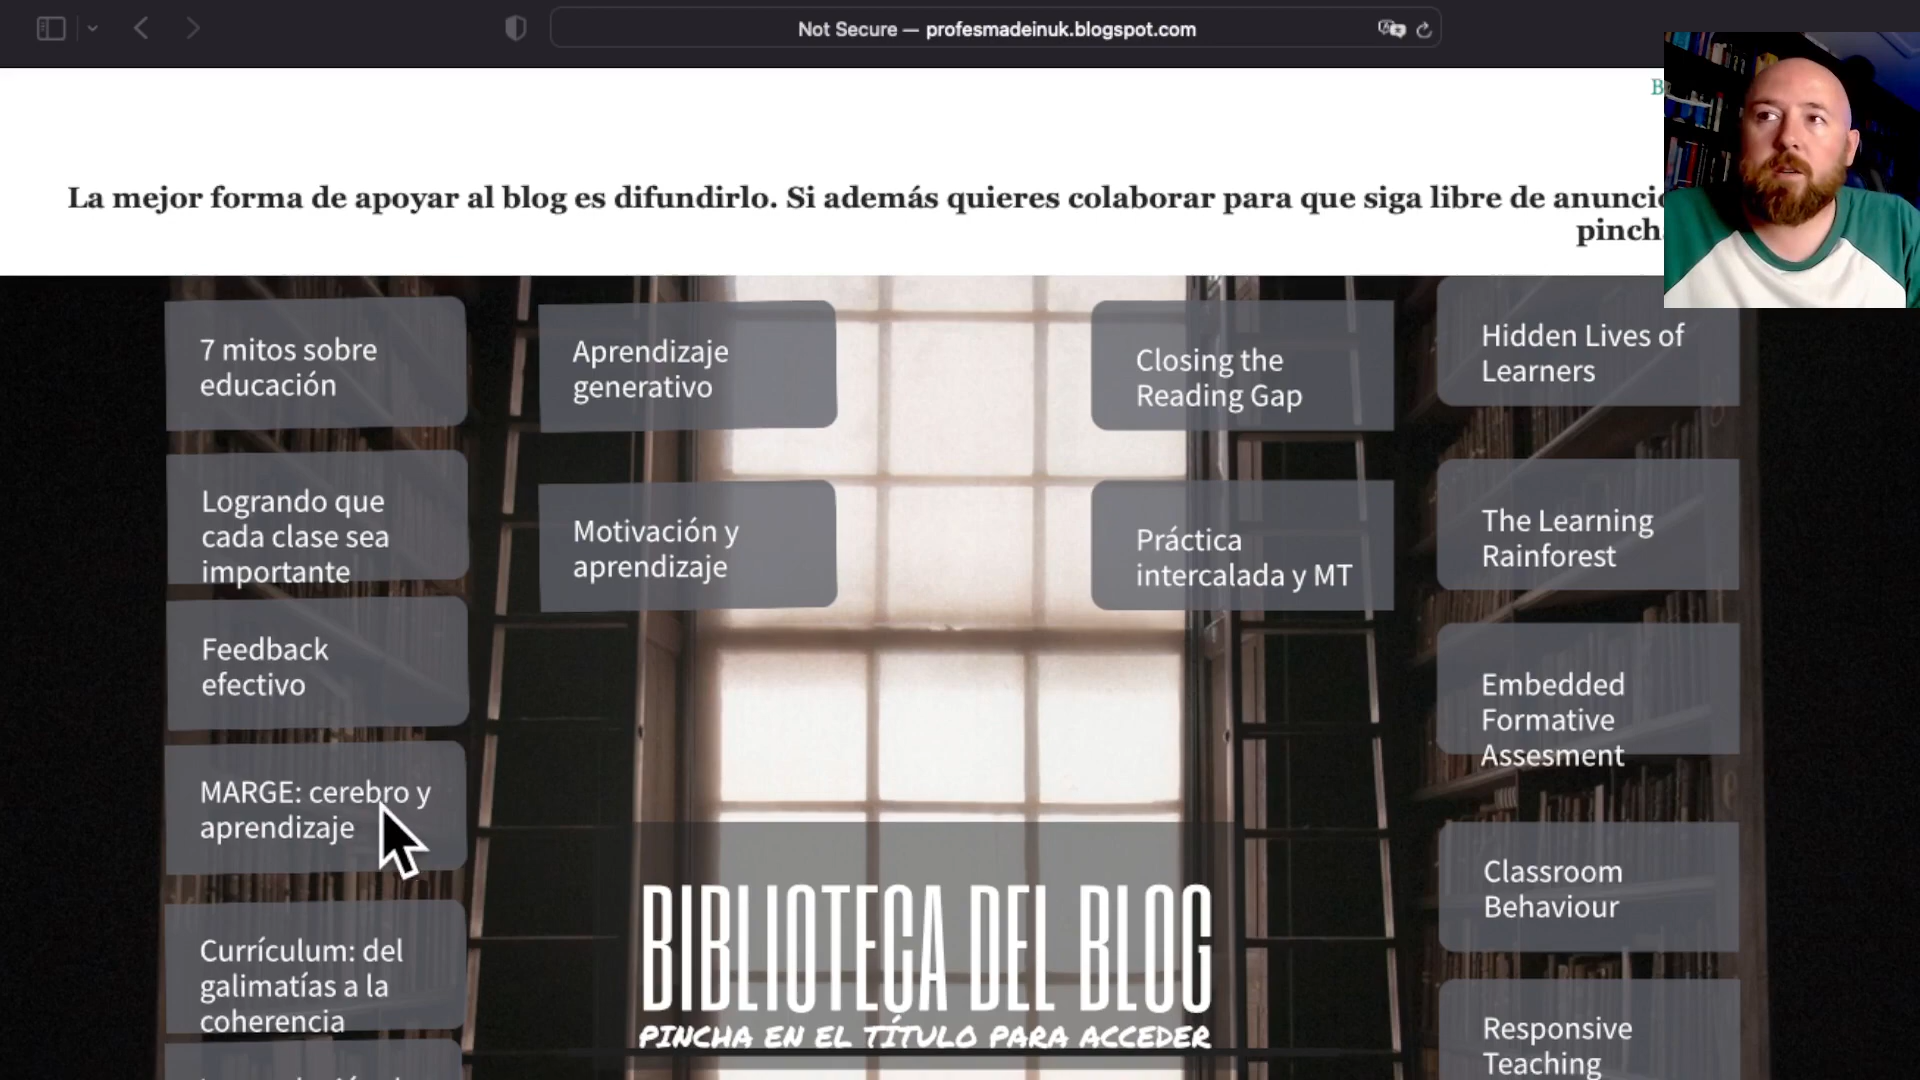 Not Secure — profesmadeinuk.blogspot.com
La mejor forma de apoyar al blog es difundirlo. Si además quieres colaborar para que siga libre de
7 mitos sobre
educación
Logrando que
cada clase sea
importante
Feedback
efectivo
MARGE: cerebro y
aprendizaje
Currículum: del
galimatías a la
coherencia
Aprendizaje
generativo
Motivación y
aprendizaje
Closing the
Reading Gap
Práctica
intercalada y MT
Hidden Lives of
Learners
The Learning
Rainforest
Embedded
Formative
Assesment
Classroom
Behaviour
Responsive
Teaching
BIBLIOTECA DEL BLOG
PINCHA EN EL TÍTULO PARA ACCEDER